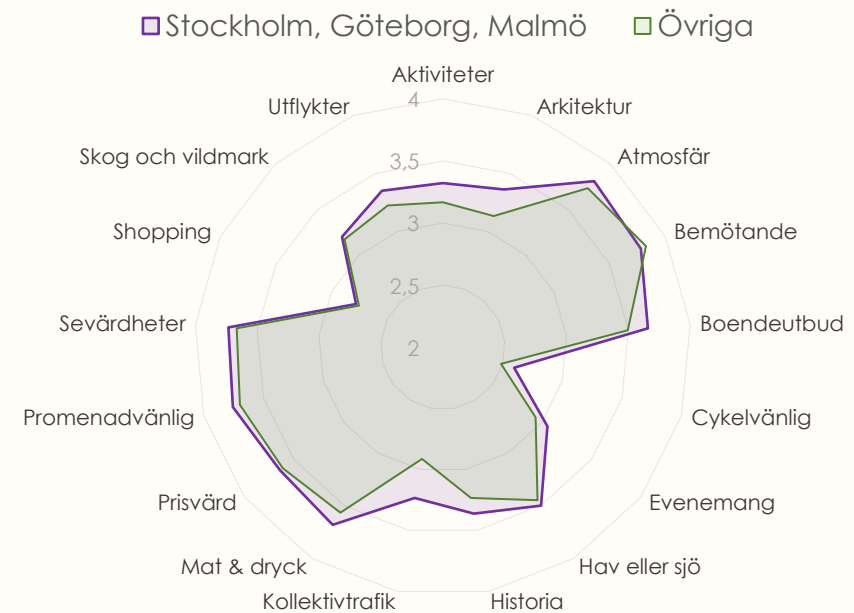 Stockholm, Göteborg, Malmö Övriga
Aktiviteter
Arkitektur
Atmosfär
Bemötande
Boendeutbud
Cykelvänlig
Evenemang
Hav eller sjö
Historia
Kollektivtrafik
Mat & dryck
Prisvärd
Promenadvänlig
Sevärdheter
Shopping
Skog och vildmark
Utflykter
4
3,5
3
2,5
2